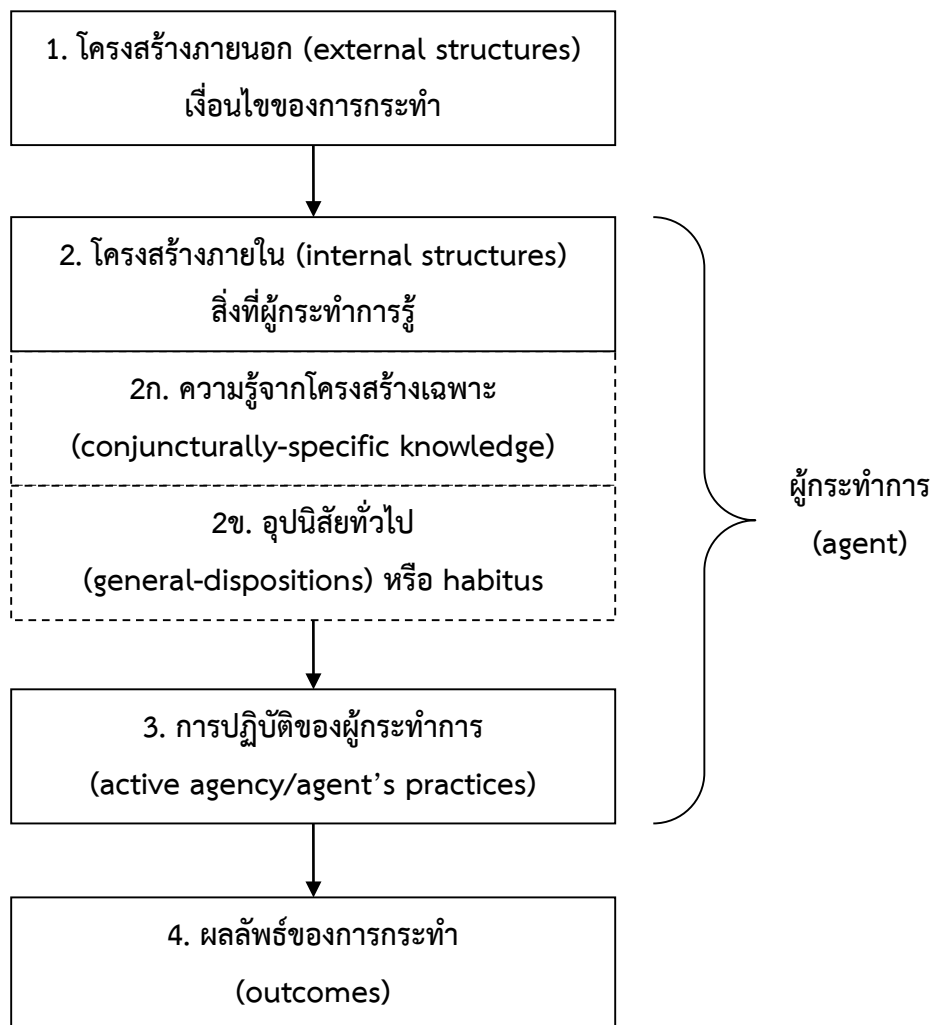 1. โครงสร้างภายนอก (external structures)
เงื่อนไขของการกระทำ
2. โครงสร้างภายใน (internal structures)
สิ่งที่ผู้กระทำการรู้
2ก. ความรู้จากโครงสร้างเฉพาะ
(conjuncturally-specific knowledge)
2ข. อุปนิสัยทั่วไป
(general-dispositions) หรือ habitus
ผู้กระทำการ
(agent)
3. การปฏิบัติของผู้กระทำการ
(active agency/agent’s practices)
4. ผลลัพธ์ของการกระทำ
(outcomes)